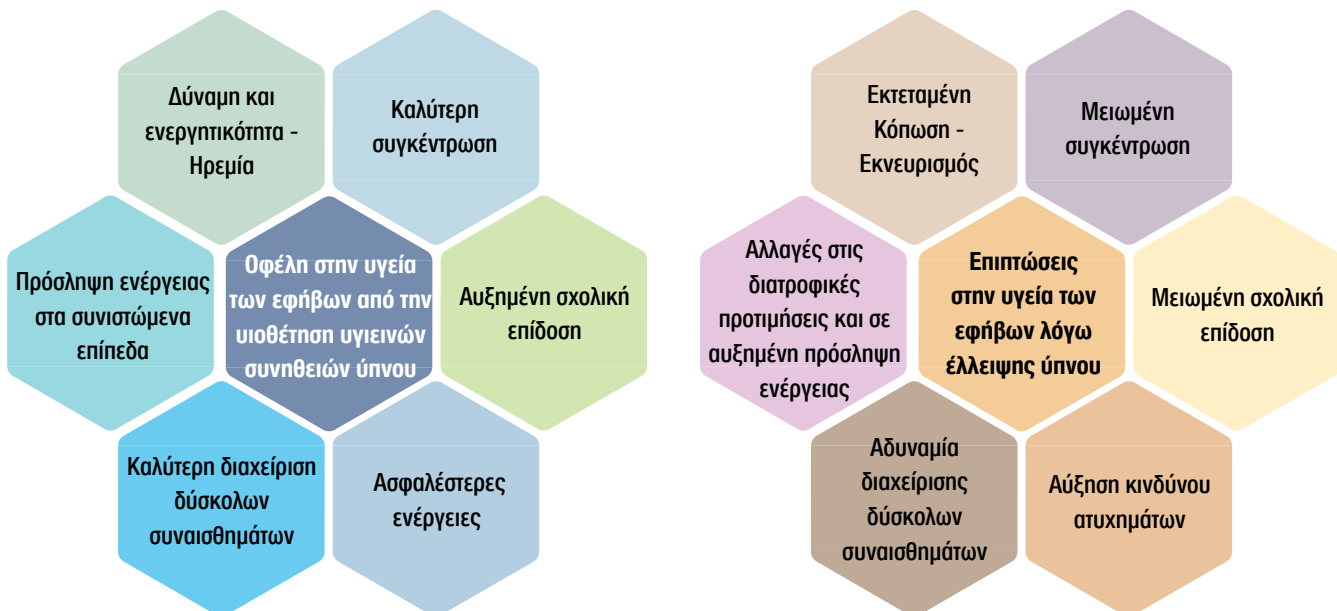 Δύναμη και
ενεργητικότητα -
Ηρεμία
Καλύτερη
συγκέντρωση
Πρόσληψη ενέργειας
στα συνιστώμενα
επίπεδα
Οφέλη στην υγεία
των εφήβων από την
υιοθέτηση υγιεινών
συνηθειών ύπνου
Αυξημένη σχολική
επίδοση
Καλύτερη διαχείριση
δύσκολων
συναισθημάτων
Ασφαλέστερες
ενέργειες
Εκτεταμένη
Κόπωση -
Εκνευρισμός
Μειωμένη
συγκέντρωση
Αλλαγές στις
διατροφικές
προτιμήσεις και σε
αυξημένη πρόσληψη
ενέργειας
Επιπτώσεις
στην υγεία των
εφήβων λόγω
έλλειψης ύπνου
Μειωμένη σχολική
επίδοση
Αδυναμία
διαχείρισης
δύσκολων
συναισθημάτων
Αύξηση κινδύνου
ατυχημάτων